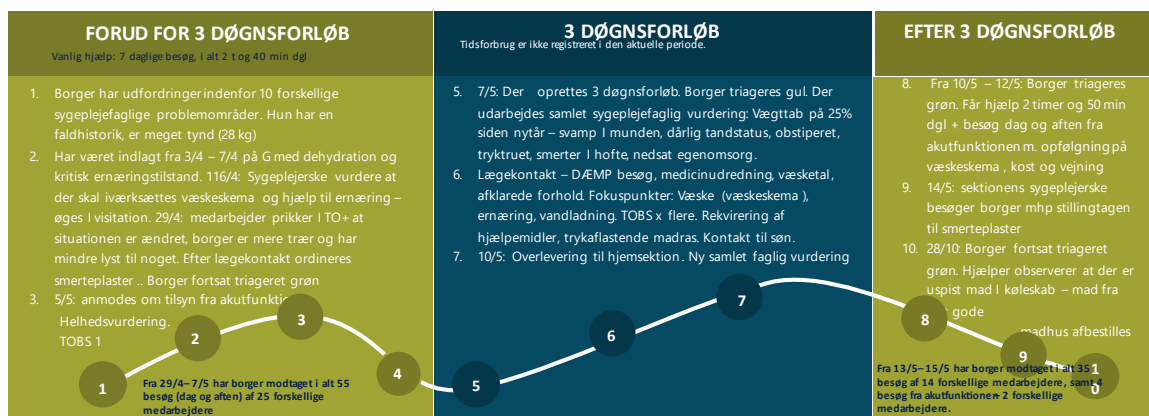 FORUD FOR 3 DØGNSFORLØB
Vanlig hjælp: 7 daglige besøg, i alt 2 t og 40 min dgl
1. Borger har udfordringer indenfor 10 forskellige
sygeplejefaglige problemområder. Hun har en
faldhistorik, er meget tynd (28 kg)
2. Har været indlagt fra 3/4 – 7/4 på G med dehydration og
kritisk ernæringstilstand. 116/4: Sygeplejerske vurdere at
der skal iværksættes væskeskema og hjælp til ernæring –
øges I visitation. 29/4: medarbejder prikker I TO+ at
situationen er ændret, borger er mere trær og har
mindre lyst til noget. Efter lægekontakt ordineres
smerteplaster .. Borger fortsat triageret grøn
3. 5/5: anmodes om tilsyn fra
Helhedsvurdering.
TOBS 1
1
2
3
4
Fra 29/4–7/5 har borger modtaget i alt 55
besøg (dag og aften) af 25 forskellige
medarbejdere
3 DØGNSFORLØB
Tidsforbrug er ikke registreret i den aktuelle periode.
5. 7/5: Der oprettes 3 døgnsforløb. Borger triageres gul. Der
udarbejdes samlet sygeplejefaglig vurdering: Vægttab på 25%
siden nytår – svamp I munden, dårlig tandstatus, obstiperet,
tryktruet, smerter I hofte, nedsat egenomsorg.
6. Lægekontakt – DÆMP besøg, medicinudredning, væsketal,
afklarede forhold. Fokuspunkter: Væske (væskeskema ),
ernæring, vandladning. TOBS x flere. Rekvirering af
hjælpemidler, trykaflastende madras. Kontakt til søn.
7. 10/5: Overlevering til hjemsektion. Ny samlet faglig vurdering
5
6
7
EFTER 3 DØGNSFORLØB
8. Fra 10/5 – 12/5: Borger triageres
grøn. Får hjælp 2 timer og 50 min
dgl + besøg dag og aften fra
akutfunktion m. opfølgning på
væskeskema , kost og vejning
9. 14/5: sektionens sygeplejerske
besøger borger mhp stillingtagen
til smerteplaster
10. 28/10: Borger fortsat triageret
grøn. Hjælper observerer at der er
uspist mad I køleskab – mad fra
gode
madhus afbestilles
8
9
10
Fra 13/5–15/5 har borger modtaget i alt 35
besøg af 14 forskellige medarbejdere, samt 4
besøg fra akutfunktionen- 2 forskellige
medarbejdere.